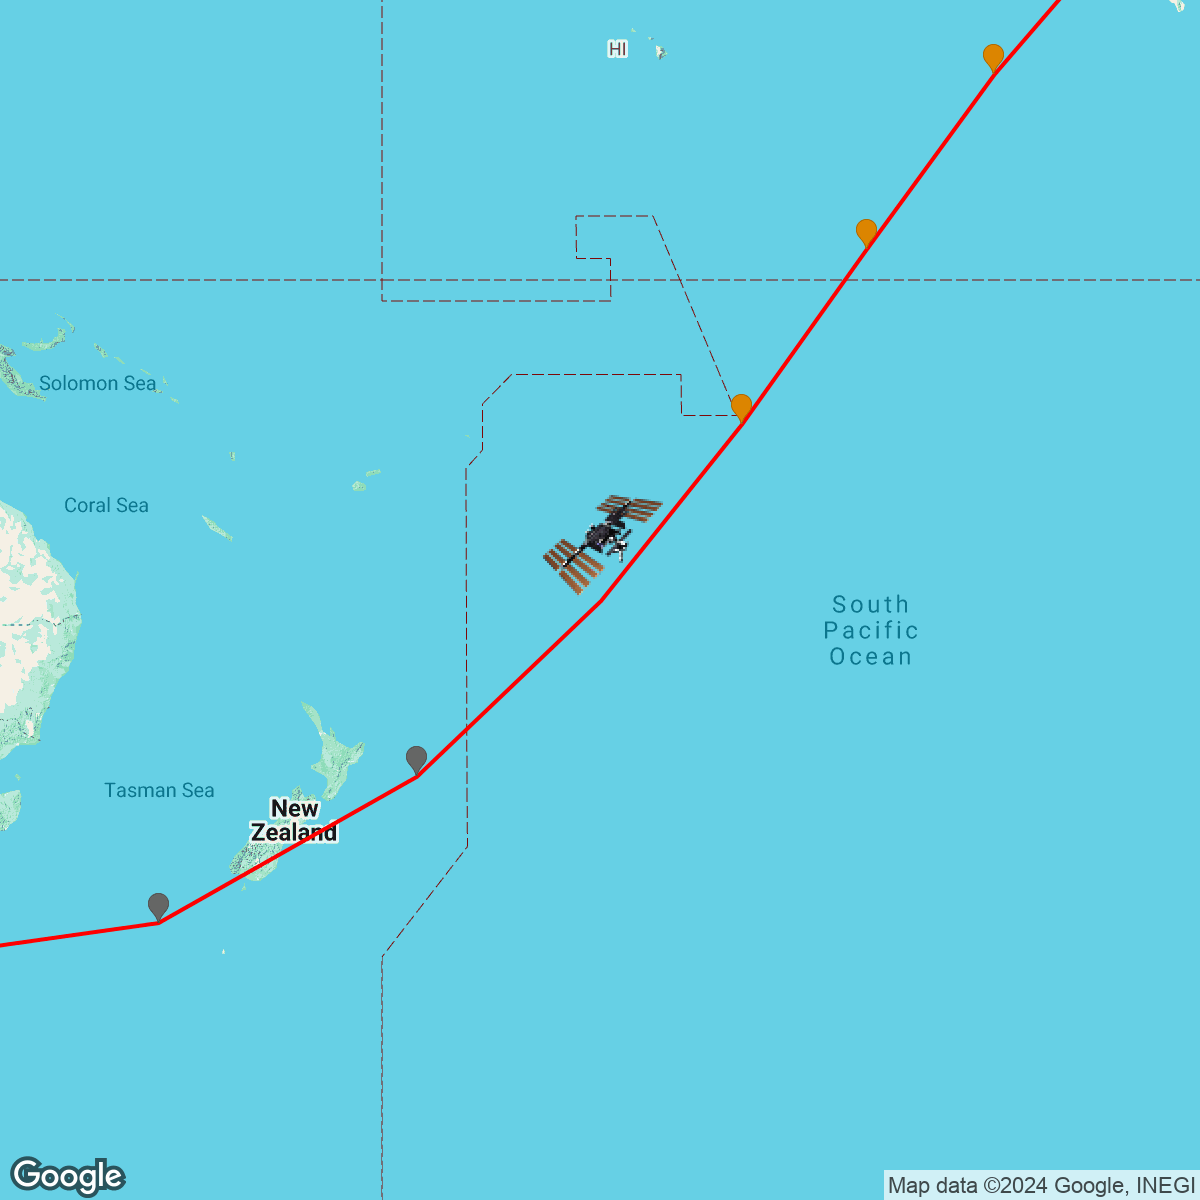 HI
Solomon Sea
Coral Sea
South
Pacific
Ocean
Tasman Sea
New
Zealand
Google
Map data ©2024 Google, INEGI